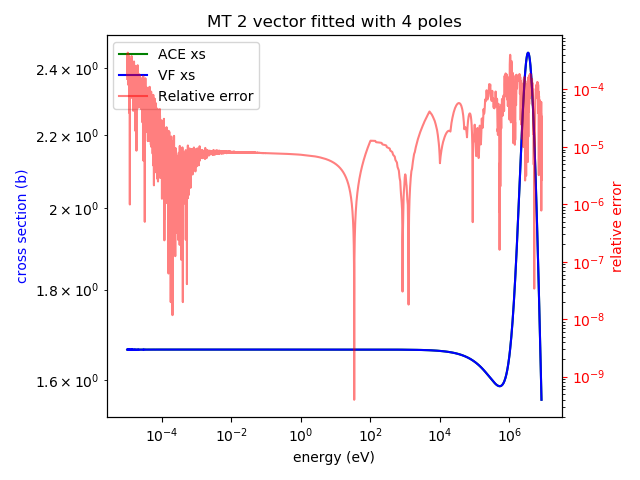 MT 2 vector fitted with 4 poles
ACE xs
VF xs
Relative error
2.4 × 10⁰
2.2 × 10⁰
2 × 10⁰
1.8 × 10⁰
1.6 × 10⁰
cross section (b)
10⁻⁴
10⁻⁵
10⁻⁶
10⁻⁷
10⁻⁸
10⁻⁹
relative error
10⁻⁴ 10⁻² 10⁰ 10² 10⁴ 10⁶
energy (eV)